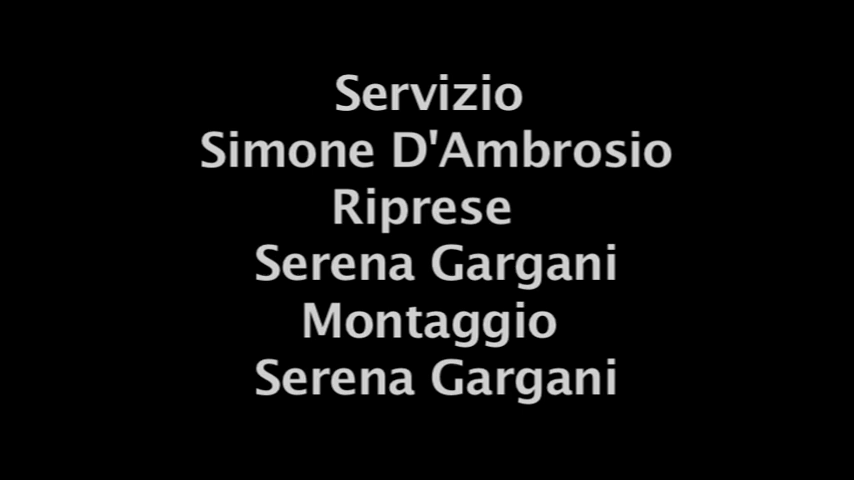 Servizio
Simone D'Ambrosio
Riprese
Serena Gargani
Montaggio
Serena Gargani